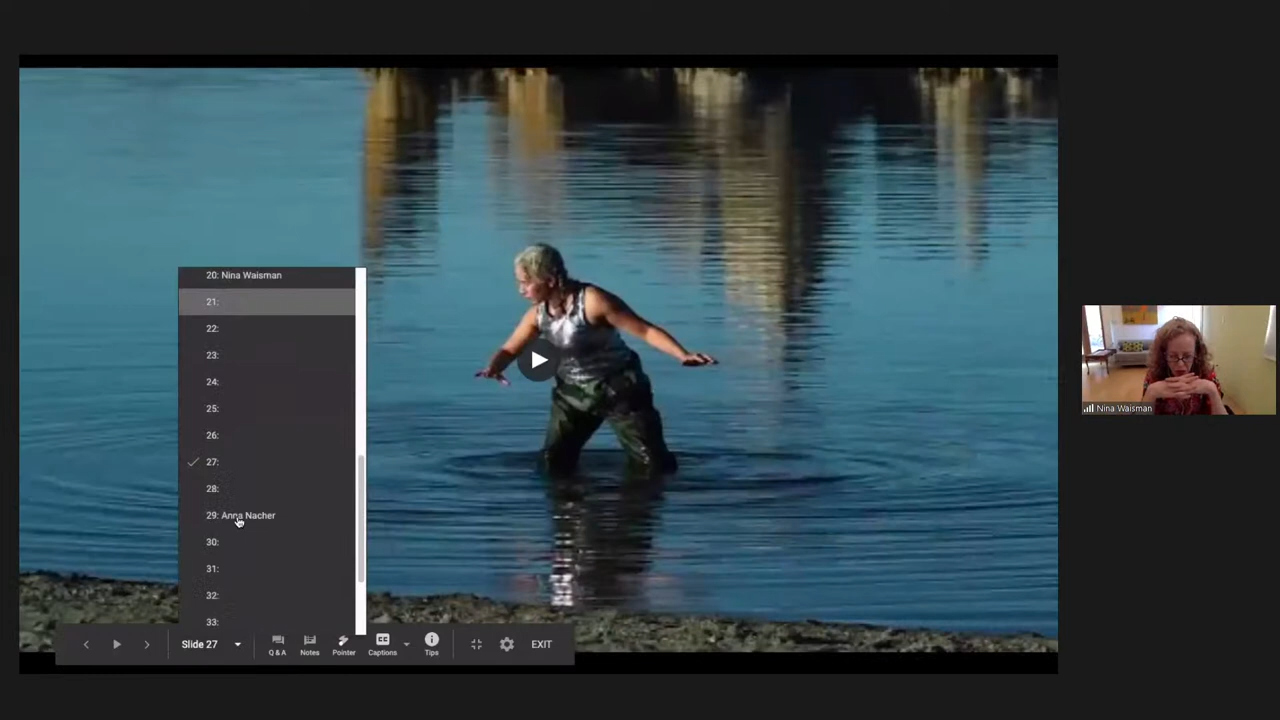 20: Nina Waisman
21:
22:
23:
24:
25:
26:
27:
28:
29: Anna Nacher
30:
31:
32:
33:
Slide 27
Q & A
Notes
Pointer
CC
Captions
Tips
EXIT
Nina Waisman